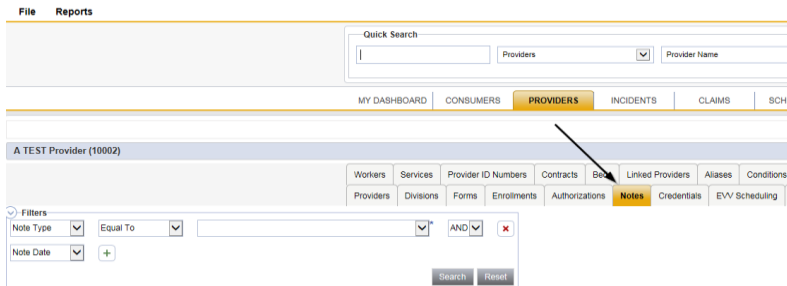 File Reports
Quick Search
Providers Provider Name
MY DASHBOARD CONSUMERS PROVIDERS INCIDENTS CLAIMS SCH
A TEST Provider (10002)
Workers Services Provider ID Numbers Contracts Linked Providers Aliases Conditions
Providers Divisions Forms Enrollments Authorizations Notes Credentials EVV Scheduling
Filters
Note Type Equal To * AND
Note Date
Search Reset